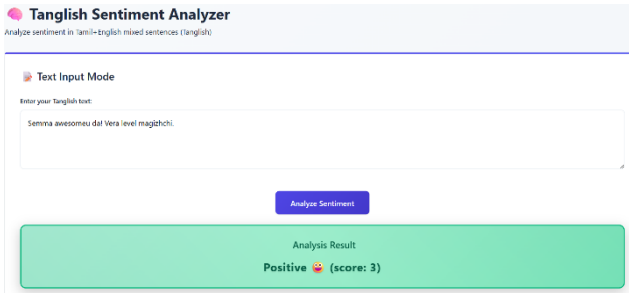 🧠 Tanglish Sentiment Analyzer
Analyze sentiment in Tamil+English mixed sentences (Tanglish)
Text Input Mode
Enter your Tanglish text:
Semma awesomeu da! Vera level magizhchi.
Analyze Sentiment
Analysis Result
Positive 😄 (score: 3)